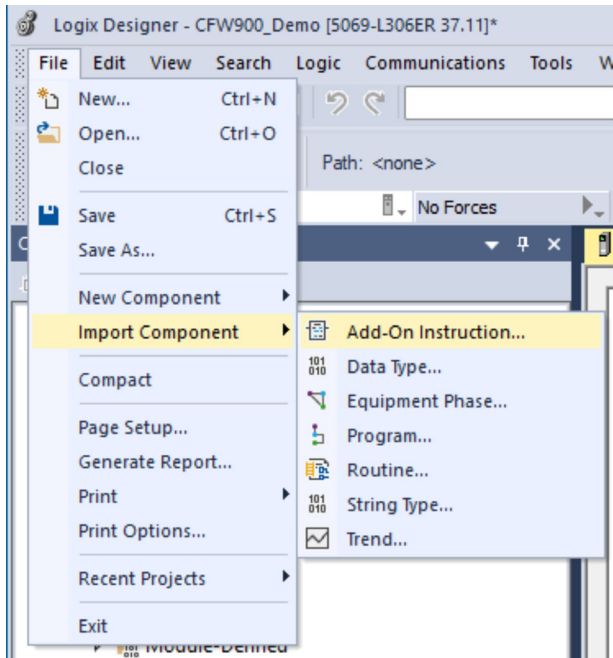 Logix Designer - CFW900_Demo [5069-L306ER 37.11]*
File Edit View Search Logic Communications Tools W
New... Ctrl+N
Open... Ctrl+O
Close
Path: <none>
Save Ctrl+S
No Forces
Save As...
New Component
Import Component
Add-On Instruction...
Data Type...
Compact
Equipment Phase...
Page Setup...
Program...
Generate Report...
Routine...
Print
String Type...
Print Options...
Trend...
Recent Projects
Exit
Module-Defined